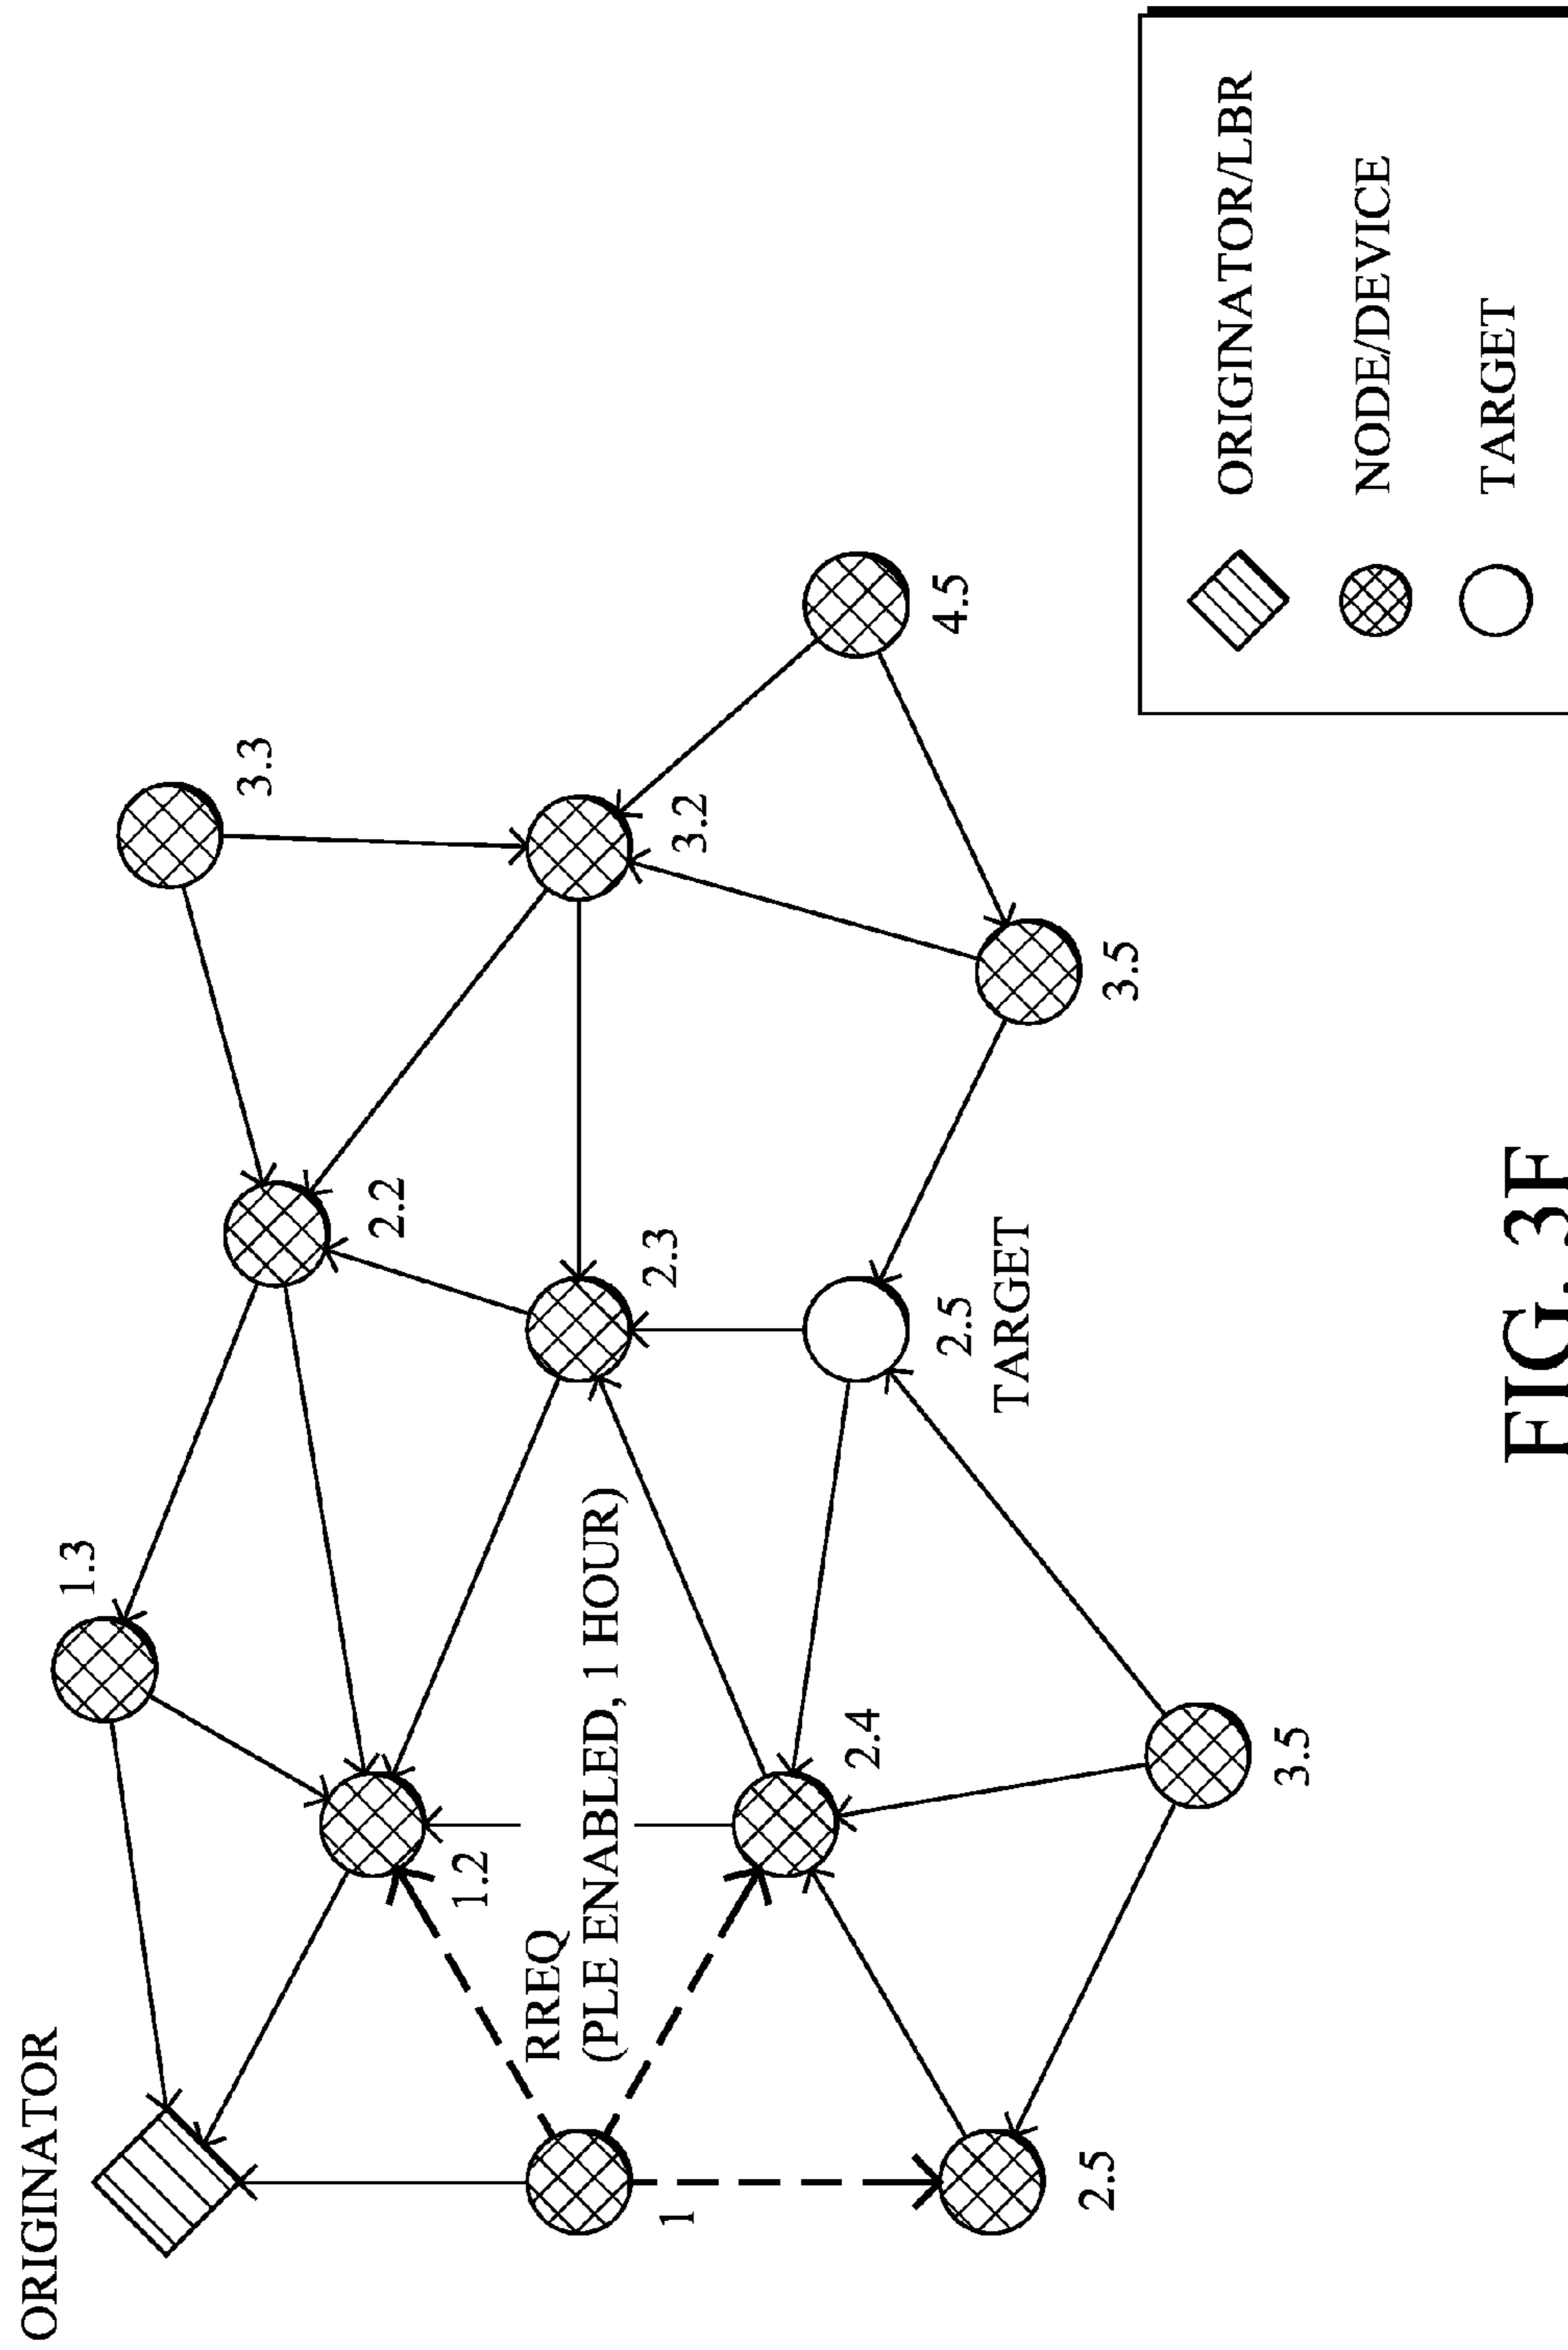 ORIGINATOR
1.3
3.3
2.2
1.2
RREQ
(PLE ENABLED, 1 HOUR)
2.3
3.2
1
2.4
2.5
TARGET
4.5
2.5
3.5
3.5
ORIGINATOR/LBR
NODE/DEVICE
TARGET
FIG. 3F